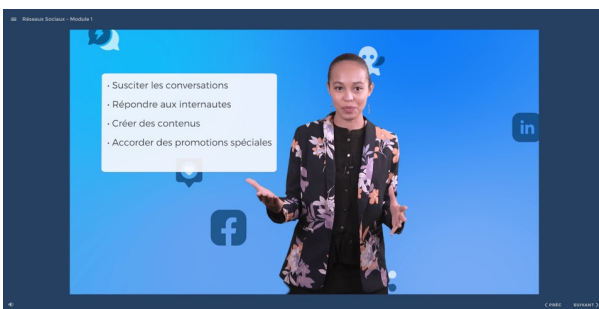 Réseaux Sociaux - Module 1
• Susciter les conversations
• Répondre aux internautes
• Créer des contenus
• Accorder des promotions spéciales
in
f
PRÉC
SUIVANT